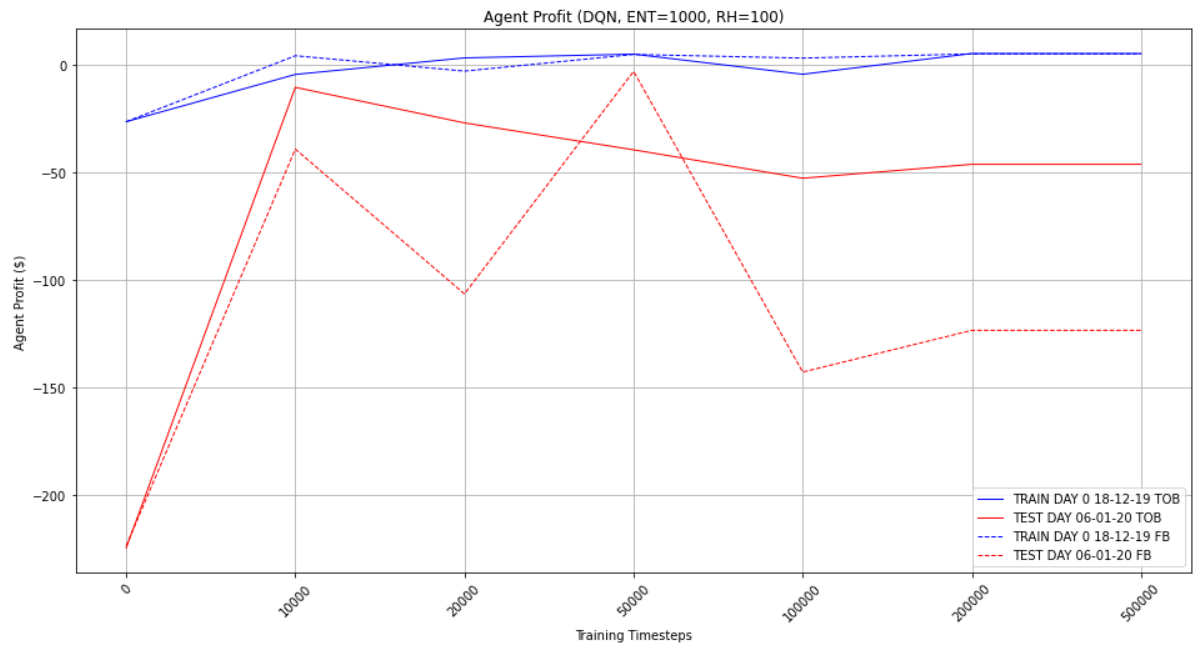 Agent Profit (DQN, ENT=1000, RH=100)
Agent Profit ($)
0
−50
−100
−150
−200
TRAIN DAY 0 18-12-19 TOB
TEST DAY 06-01-20 TOB
TRAIN DAY 0 18-12-19 FB
TEST DAY 06-01-20 FB
0
10000
20000
50000
100000
200000
500000
Training Timesteps